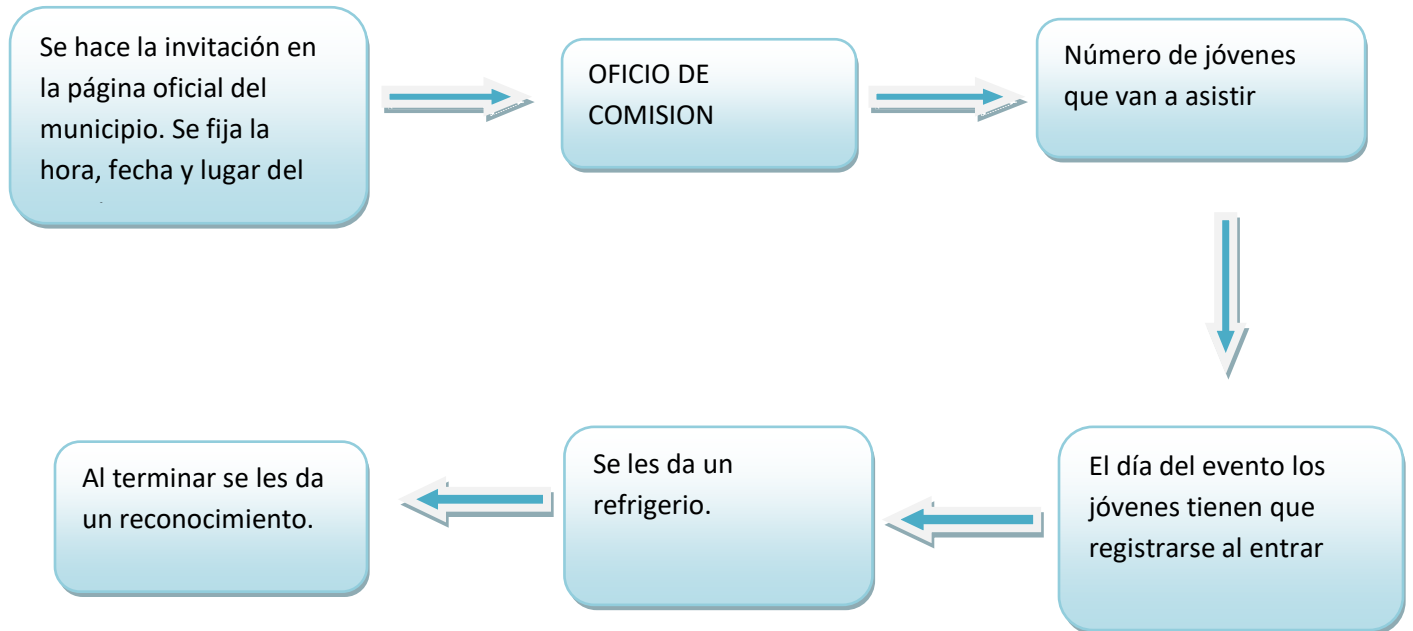 Se hace la invitación en
la página oficial del
municipio. Se fija la
hora, fecha y lugar del
OFICIO DE
COMISION
Número de jóvenes
que van a asistir
El día del evento los
jóvenes tienen que
registrarse al entrar
Se les da un
refrigerio.
Al terminar se les da
un reconocimiento.